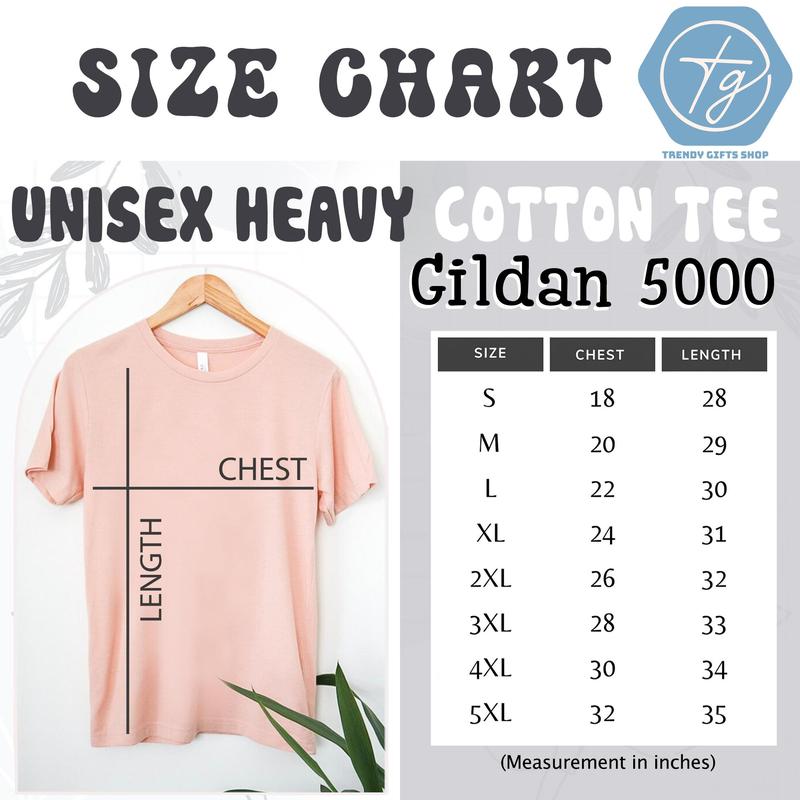 SIZE CHART
tg
TRENDY GIFTS SHOP
UNISEX HEAVY COTTON TEE
Gildan 5000
SIZE CHEST LENGTH
S 18 28
M 20 29
L 22 30
XL 24 31
2XL 26 32
3XL 28 33
4XL 30 34
5XL 32 35
(Measurement in inches)
CHEST
LENGTH